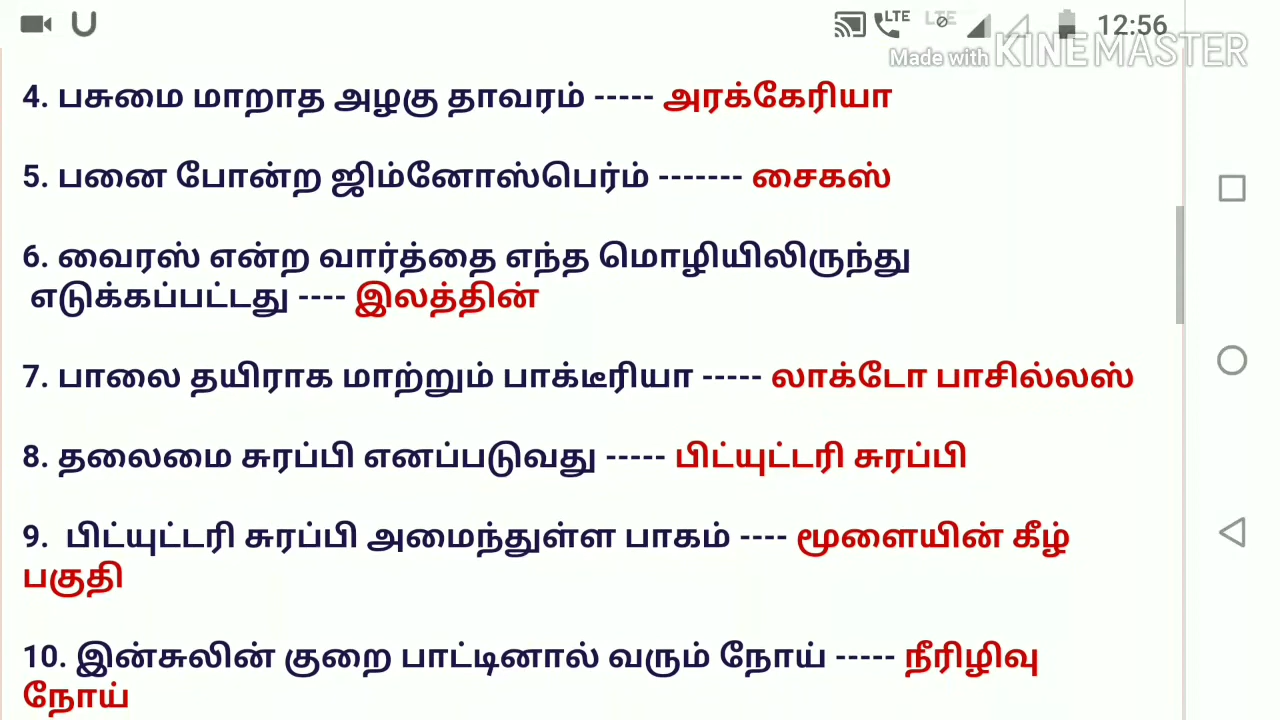 LTE LTE 12:56
Made with KINEMASTER
4. பசுமை மாறாத அழகு தாவரம் ----- அரக்கேரியா
5. பனை போன்ற ஜிம்னோஸ்பெர்ம் ------- சைகஸ்
6. வைரஸ் என்ற வார்த்தை எந்த மொழியிலிருந்து
எடுக்கப்பட்டது ---- இலத்தின்
7. பாலை தயிராக மாற்றும் பாக்டீரியா ----- லாக்டோ பாசில்லஸ்
8. தலைமை சுரப்பி எனப்படுவது ----- பிட்யுட்டரி சுரப்பி
9. பிட்யுட்டரி சுரப்பி அமைந்துள்ள பாகம் ---- மூளையின் கீழ்
பகுதி
10. இன்சுலின் குறை பாட்டினால் வரும் நோய் ----- நீரிழிவு
நோய்